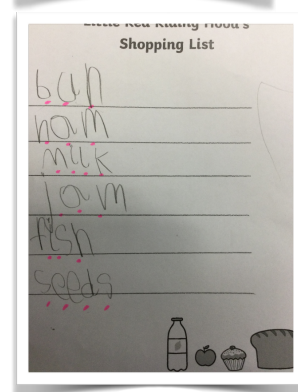 Little Red Riding Hood's
Shopping List
bun
ham
milk
jam
fish
seeds